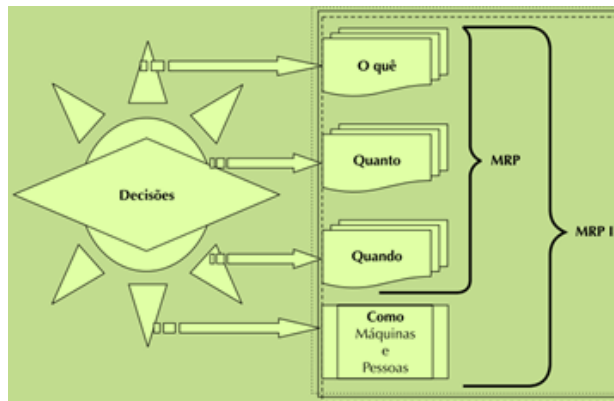 O quê
Quanto
MRP
Decisões
MRP I
Quando
Como
Máquinas
e
Pessoas